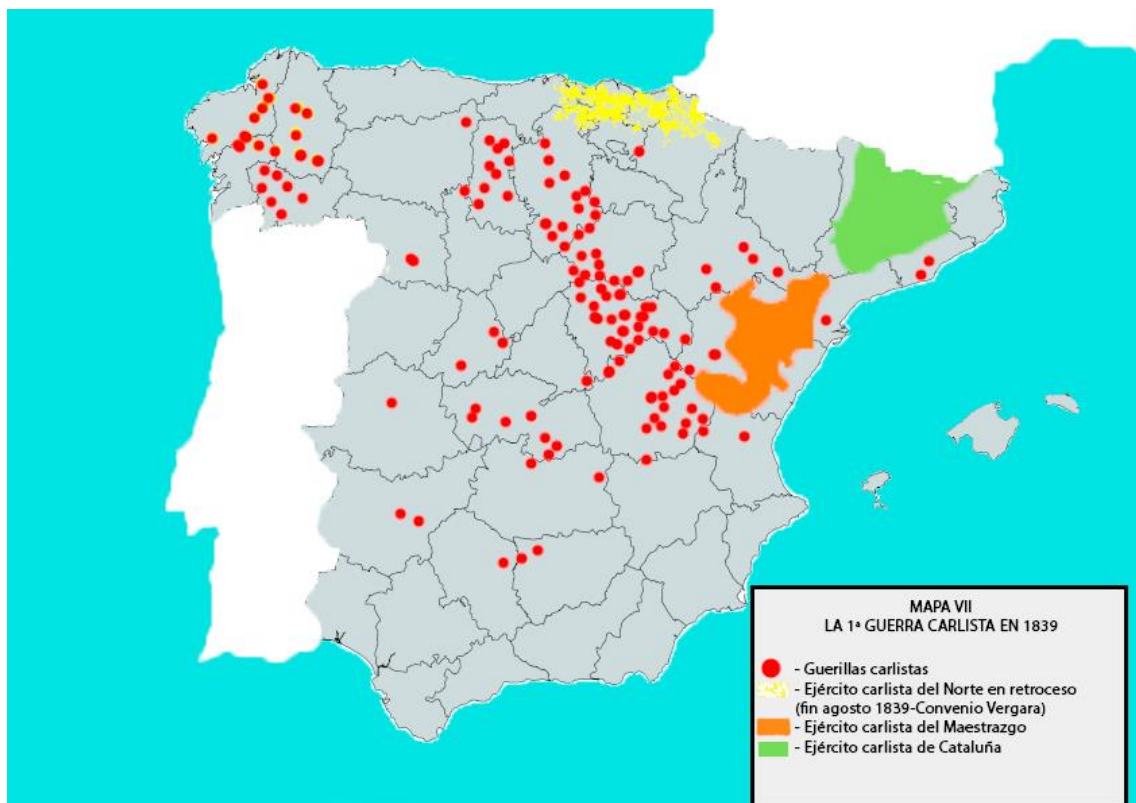 MAPA VII
LA 1ª GUERRA CARLISTA EN 1839
- Guerillas carlistas
- Ejército carlista del Norte en retroceso
(fin agosto 1839-Convenio Vergara)
- Ejército carlista del Maestrazgo
- Ejército carlista de Cataluña